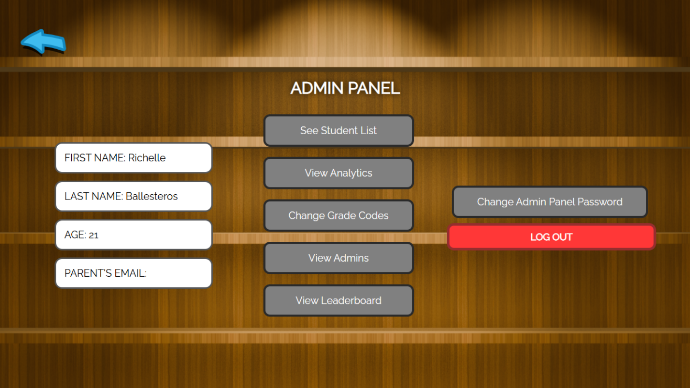 ADMIN PANEL
FIRST NAME: Richelle
LAST NAME: Ballesteros
AGE: 21
PARENT'S EMAIL:
See Student List
View Analytics
Change Grade Codes
View Admins
View Leaderboard
Change Admin Panel Password
LOG OUT